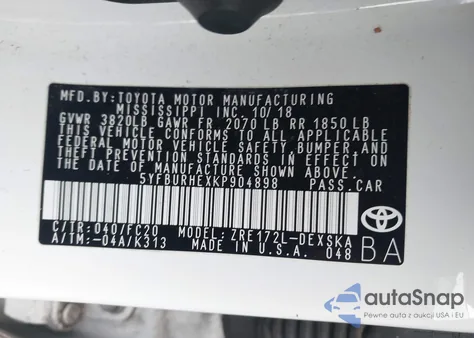 MFD.BY:TOYOTA MOTOR MANUFACTURING
MISSISSIPPI INC. 10/18
GVWR 3820LB GAWR FR 2070 LB RR 1850 LB
THIS VEHICLE CONFORMS TO ALL APPLICABLE
FEDERAL MOTOR VEHICLE SAFETY,BUMPER,AND
THEFT PREVENTION STANDARDS IN EFFECT ON
THE DATE OF MANUFACTURE SHOWN ABOVE.
5YFBURHEXKP904898 PASS.CAR
C/TR:040/FC20 MODEL: ZRE172L-DEXSKA
A/TM:-04A/K313 MADE IN U.S.A. 048
TOYOTA
BA
autoSnap
Pewne auta z aukcji USA i EU